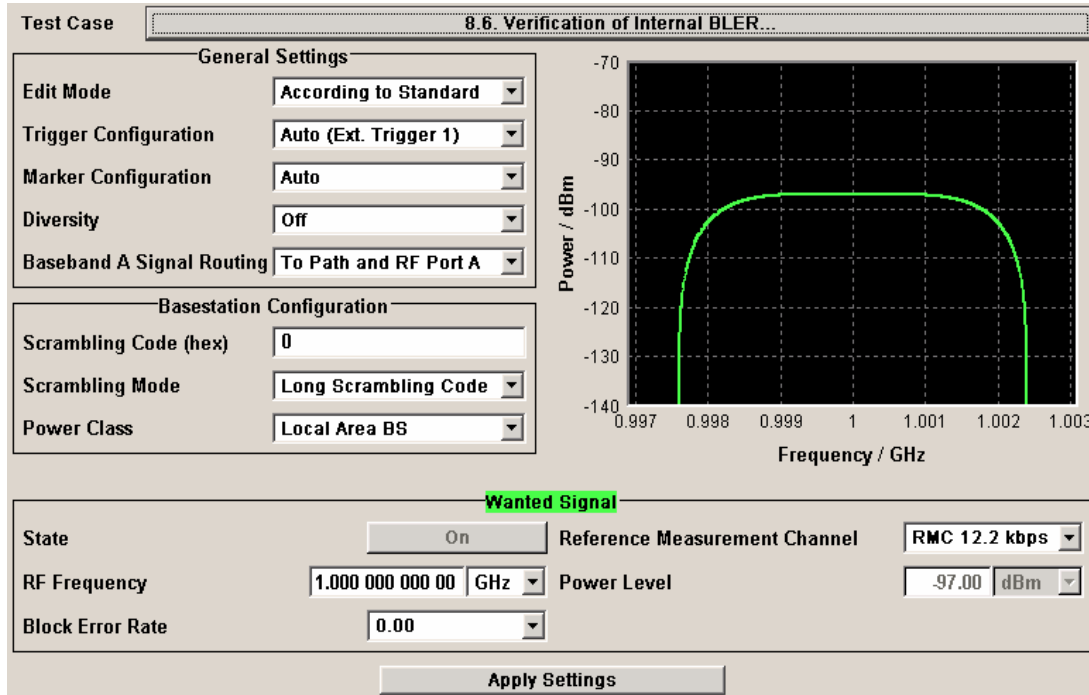 Test Case 8.6. Verification of Internal BLER...
General Settings
Edit Mode According to Standard
Trigger Configuration Auto (Ext. Trigger 1)
Marker Configuration Auto
Diversity Off
Baseband A Signal Routing To Path and RF Port A
Basestation Configuration
Scrambling Code (hex) 0
Scrambling Mode Long Scrambling Code
Power Class Local Area BS
Power / dBm
-70
-80
-90
-100
-110
-120
-130
-140
0.997 0.998 0.999 1 1.001 1.002 1.003
Frequency / GHz
Wanted Signal
State On Reference Measurement Channel RMC 12.2 kbps
RF Frequency 1.000 000 000 00 GHz Power Level -97.00 dBm
Block Error Rate 0.00
Apply Settings